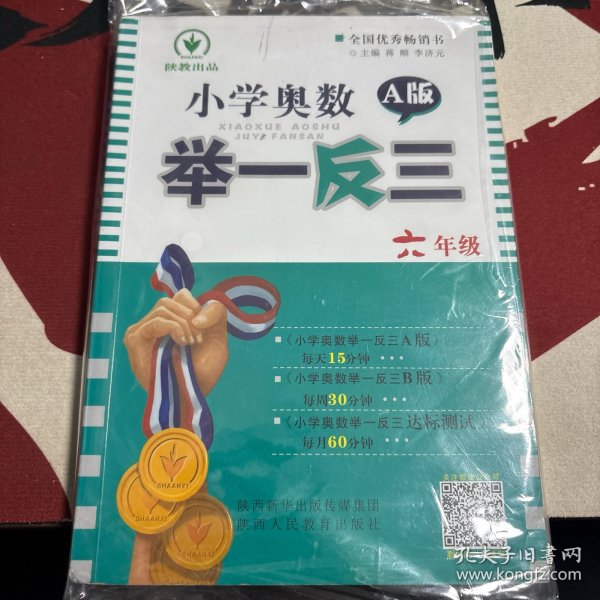 SHAANXI
陕教出品
全国优秀畅销书
主编 蒋顺 李济元
小学奥数 A版
XIAOXUE AOSHU
JUYI FANSAN
举一反三
六年级
《小学奥数举一反三A版》
每天15分钟 ···
《小学奥数举一反三B版》
每周30分钟 ···
《小学奥数举一反三达标测试》
每月60分钟 ···
SHAANXI
SHAANXI
SHAANXI
陕西新华出版传媒集团
陕西人民教育出版社
孔夫子旧书网
www.kongfz.com